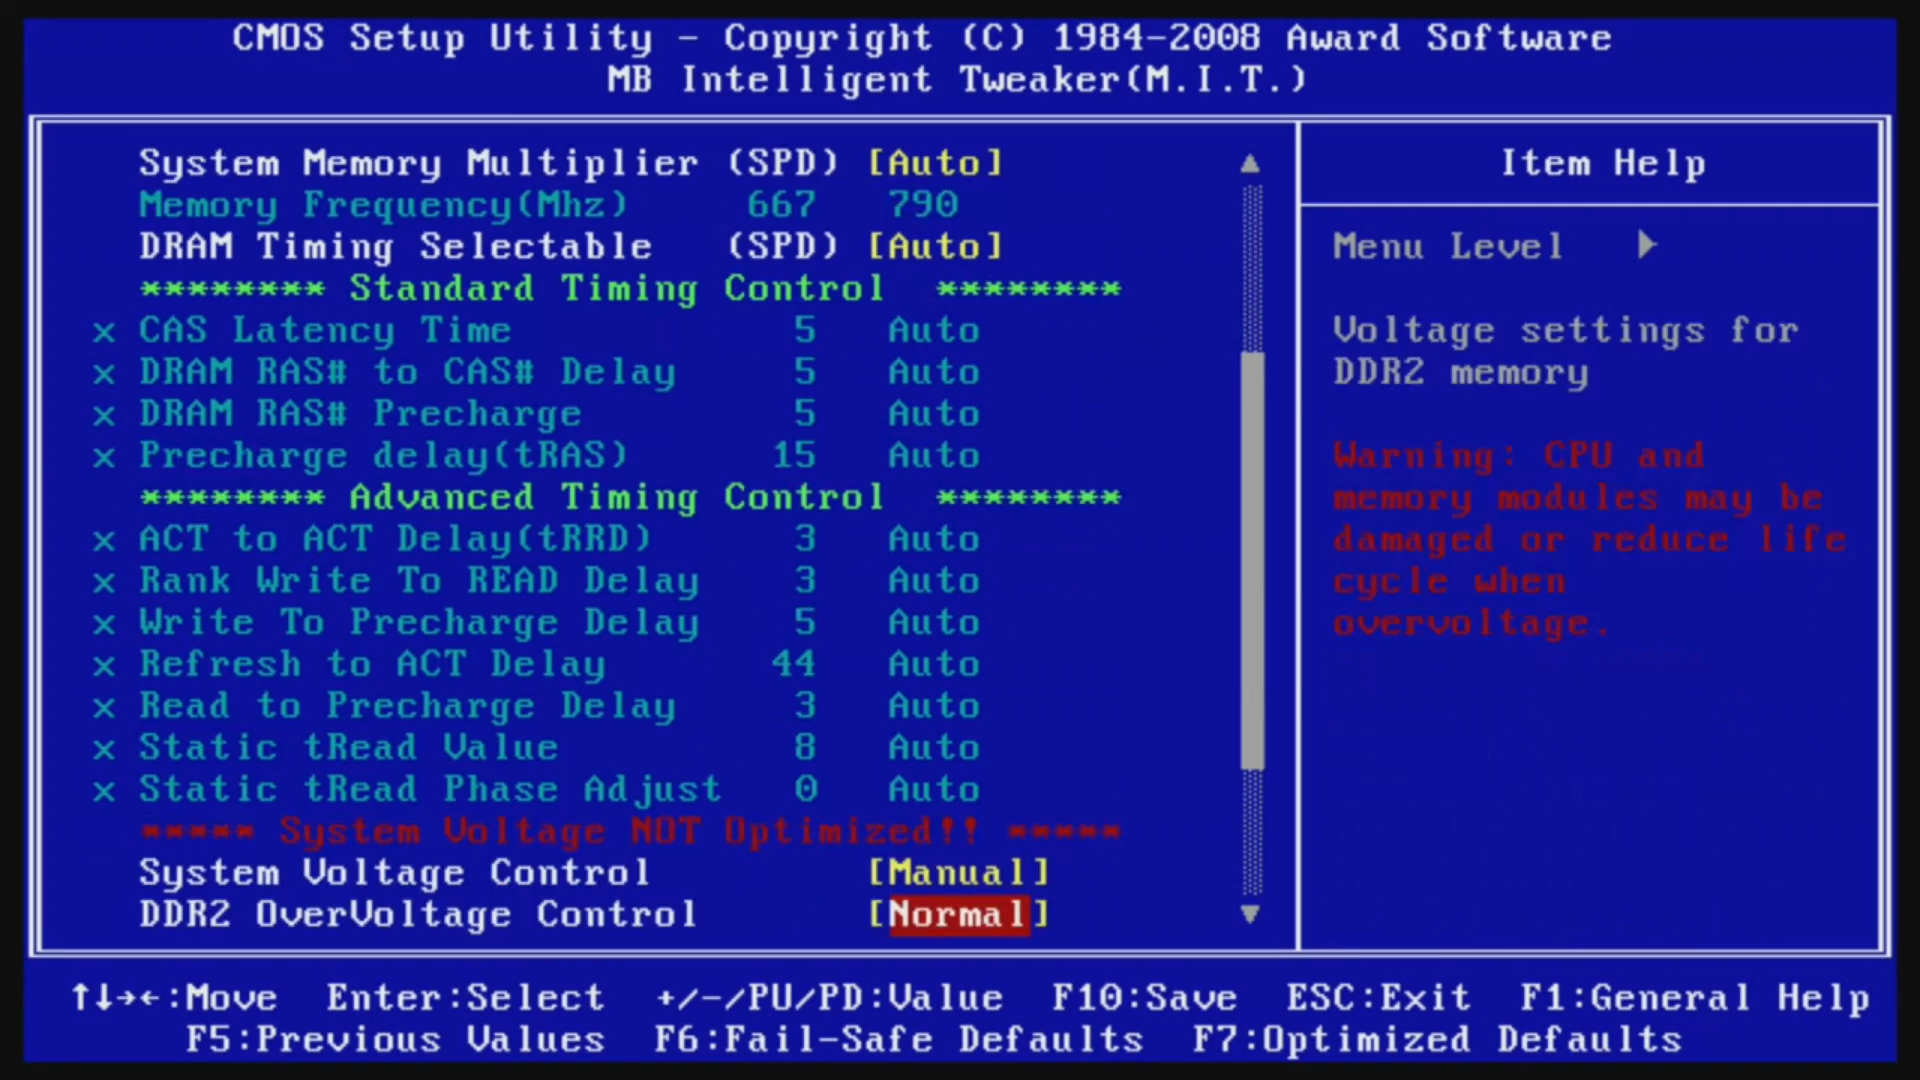 CMOS Setup Utility - Copyright (C) 1984-2008 Award Software
MB Intelligent Tweaker(M.I.T.)
System Memory Multiplier (SPD) [Auto]
Memory Frequency(Mhz) 667 790
DRAM Timing Selectable (SPD) [Auto]
******** Standard Timing Control ********
x CAS Latency Time 5 Auto
x DRAM RAS# to CAS# Delay 5 Auto
x DRAM RAS# Precharge 5 Auto
x Precharge delay(tRAS) 15 Auto
******** Advanced Timing Control ********
x ACT to ACT Delay(tRRD) 3 Auto
x Rank Write To READ Delay 3 Auto
x Write To Precharge Delay 5 Auto
x Refresh to ACT Delay 44 Auto
x Read to Precharge Delay 3 Auto
x Static tRead Value 8 Auto
x Static tRead Phase Adjust 0 Auto
***** System Voltage NOT Optimized!! *****
System Voltage Control [Manual]
DDR2 OverVoltage Control [Normal]
Item Help
Menu Level ▶
Voltage settings for
DDR2 memory
Warning: CPU and
memory modules may be
damaged or reduce life
cycle when
overvoltage.
↑↓→←:Move Enter:Select +/-/PU/PD:Value F10:Save ESC:Exit F1:General Help
F5:Previous Values F6:Fail-Safe Defaults F7:Optimized Defaults